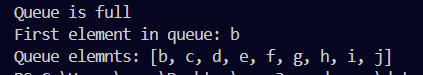 Queue is full
First element in queue: b
Queue elemnts: [b, c, d, e, f, g, h, i, j]